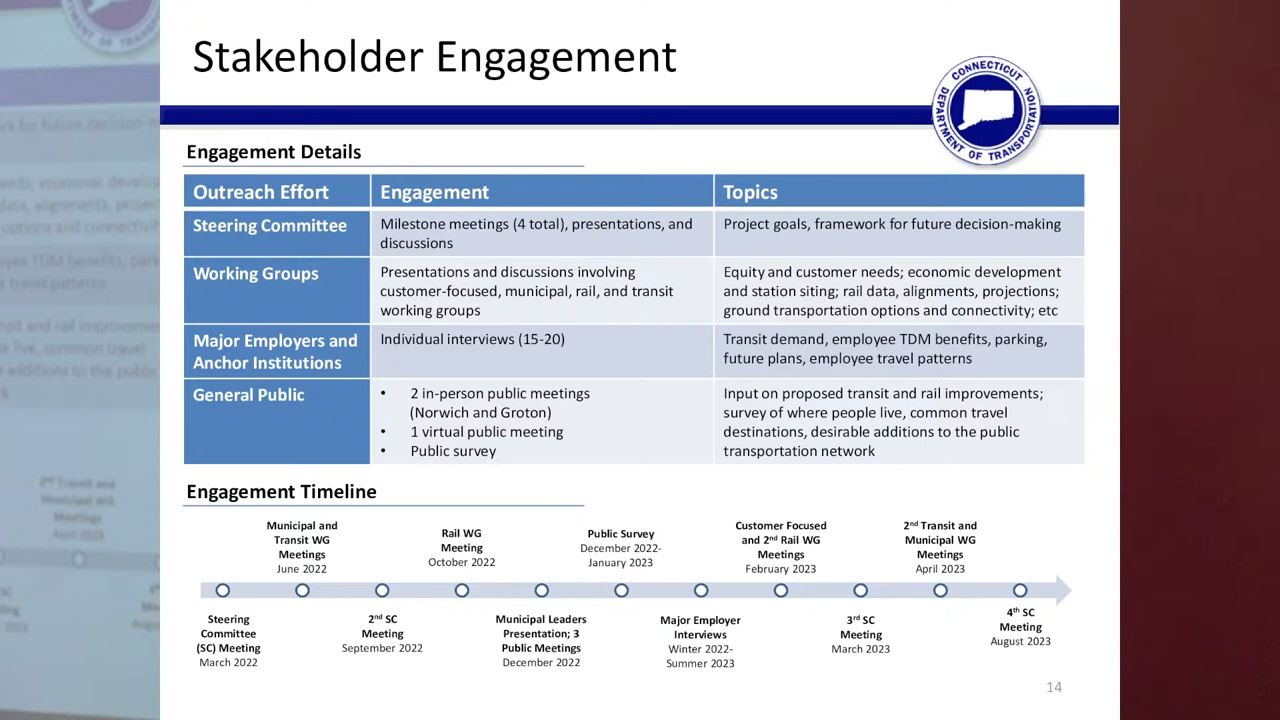 Stakeholder Engagement
CONNECTICUT
DEPARTMENT OF TRANSPORTATION
Engagement Details
Outreach Effort
Engagement
Topics
Steering Committee
Milestone meetings (4 total), presentations, and
discussions
Project goals, framework for future decision-making
Working Groups
Presentations and discussions involving
customer-focused, municipal, rail, and transit
working groups
Equity and customer needs; economic development
and station siting; rail data, alignments, projections;
ground transportation options and connectivity; etc
Major Employers and
Anchor Institutions
Individual interviews (15-20)
Transit demand, employee TDM benefits, parking,
future plans, employee travel patterns
General Public
• 2 in-person public meetings
(Norwich and Groton)
• 1 virtual public meeting
• Public survey
Input on proposed transit and rail improvements;
survey of where people live, common travel
destinations, desirable additions to the public
transportation network
Engagement Timeline
Municipal and
Transit WG
Meetings
June 2022
Rail WG
Meeting
October 2022
Public Survey
December 2022-
January 2023
Customer Focused
and 2nd Rail WG
Meetings
February 2023
2nd Transit and
Municipal WG
Meetings
April 2023
Steering
Committee
(SC) Meeting
March 2022
2nd SC
Meeting
September 2022
Municipal Leaders
Presentation; 3
Public Meetings
December 2022
Major Employer
Interviews
Winter 2022-
Summer 2023
3rd SC
Meeting
March 2023
4th SC
Meeting
August 2023
14